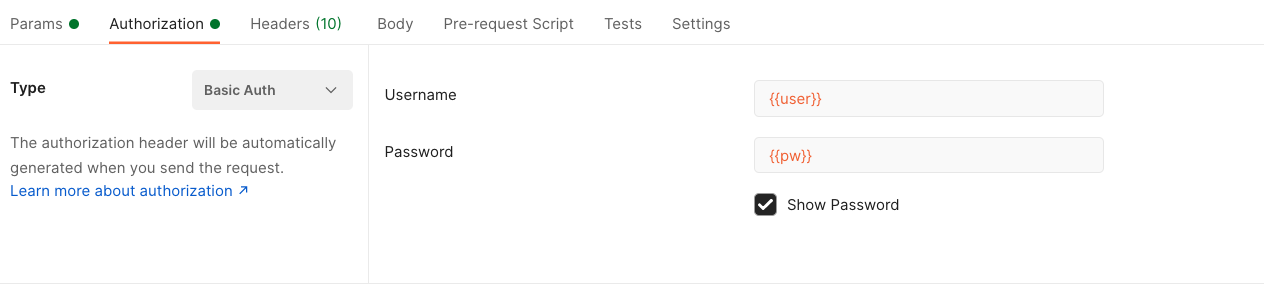 Params Authorization Headers (10) Body Pre-request Script Tests Settings
Type Basic Auth
The authorization header will be automatically
generated when you send the request.
Learn more about authorization ↗
Username {{user}}
Password {{pw}}
Show Password